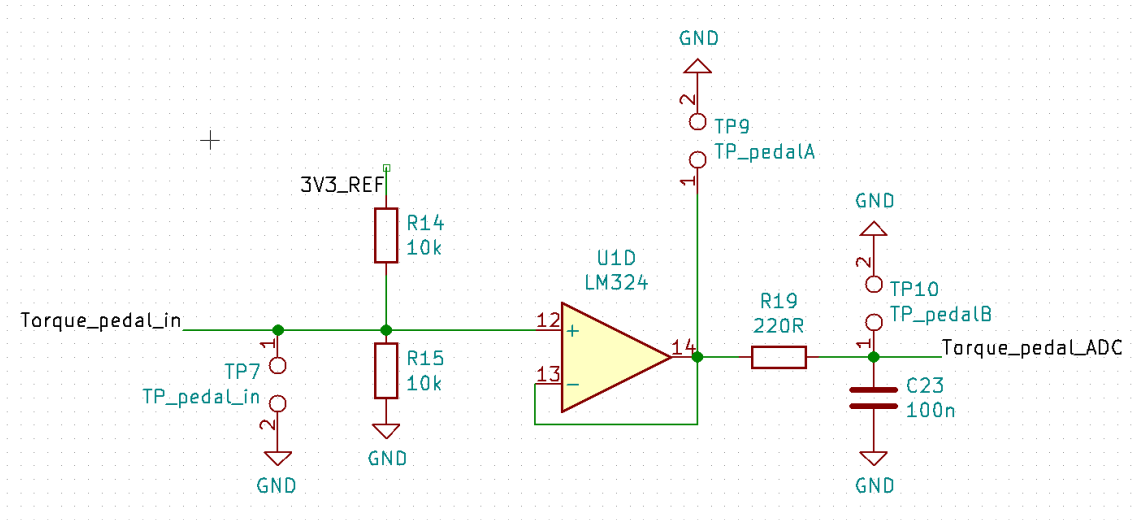 GND
2
TP9
TP_pedalA
1
3V3_REF
R14
10k
GND
2
TP10
TP_pedalB
1
U1D
LM324
R19
220R
Torque_pedal_in
12
+
14
Torque_pedal_ADC
1
TP7
TP_pedal_in
2
R15
10k
13
−
C23
100n
GND
GND
GND